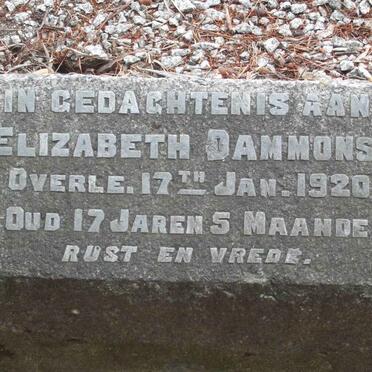 IN GEDACHTENIS AAN
ELIZABETH DAMMONS
OVERLE. 17TH JAN. 1920
OUD 17 JAREN 5 MAANDE
RUST EN VREDE.